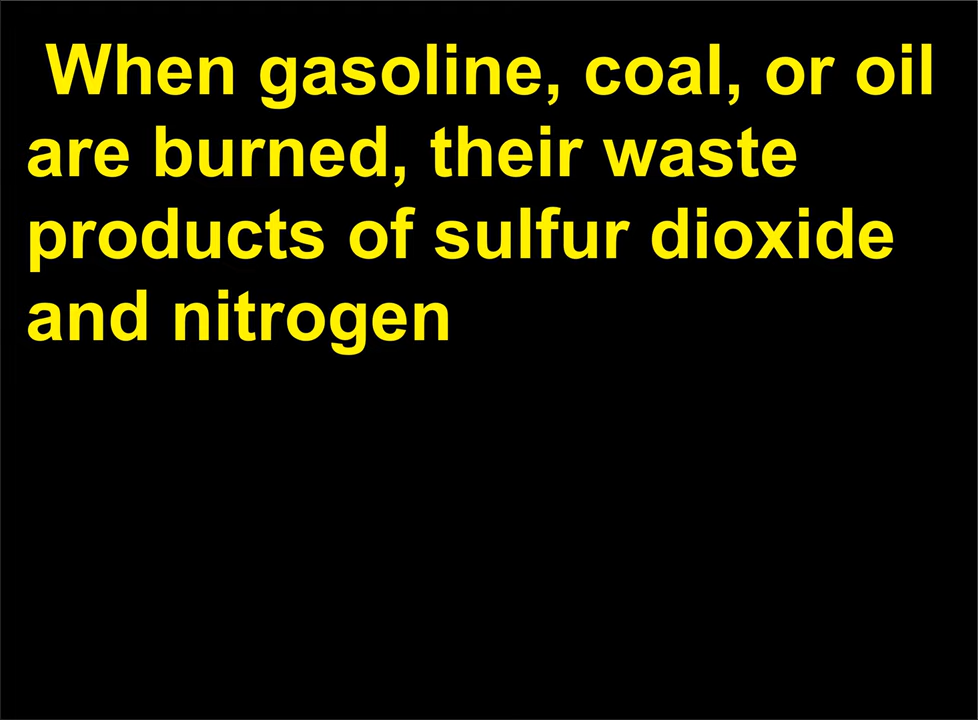 When gasoline, coal, or oil
are burned, their waste
products of sulfur dioxide
and nitrogen